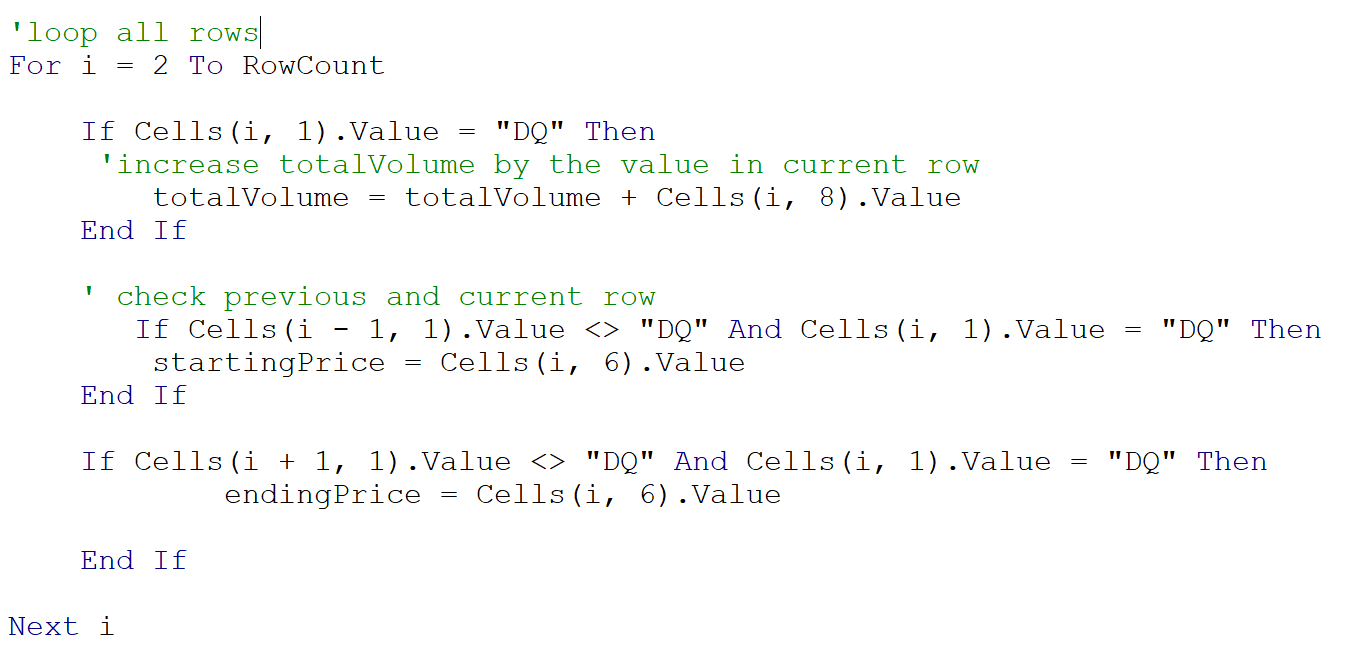 'loop all rows
For i = 2 To RowCount
If Cells(i, 1).Value = "DQ" Then
'increase totalVolume by the value in current row
totalVolume = totalVolume + Cells(i, 8).Value
End If
' check previous and current row
If Cells(i - 1, 1).Value <> "DQ" And Cells(i, 1).Value = "DQ" Then
startingPrice = Cells(i, 6).Value
End If
If Cells(i + 1, 1).Value <> "DQ" And Cells(i, 1).Value = "DQ" Then
endingPrice = Cells(i, 6).Value
End If
Next i